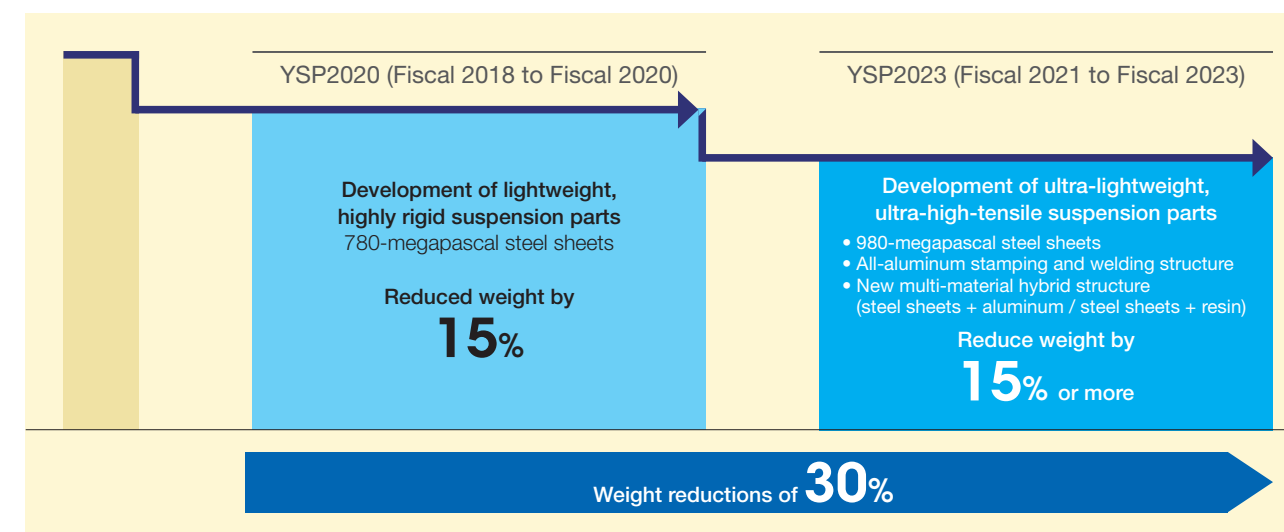 YSP2020 (Fiscal 2018 to Fiscal 2020)
Development of lightweight,
highly rigid suspension parts
780-megapascal steel sheets
Reduced weight by
15%
YSP2023 (Fiscal 2021 to Fiscal 2023)
Development of ultra-lightweight,
ultra-high-tensile suspension parts
• 980-megapascal steel sheets
• All-aluminum stamping and welding structure
• New multi-material hybrid structure
(steel sheets + aluminum / steel sheets + resin)
Reduce weight by
15% or more
Weight reductions of 30%